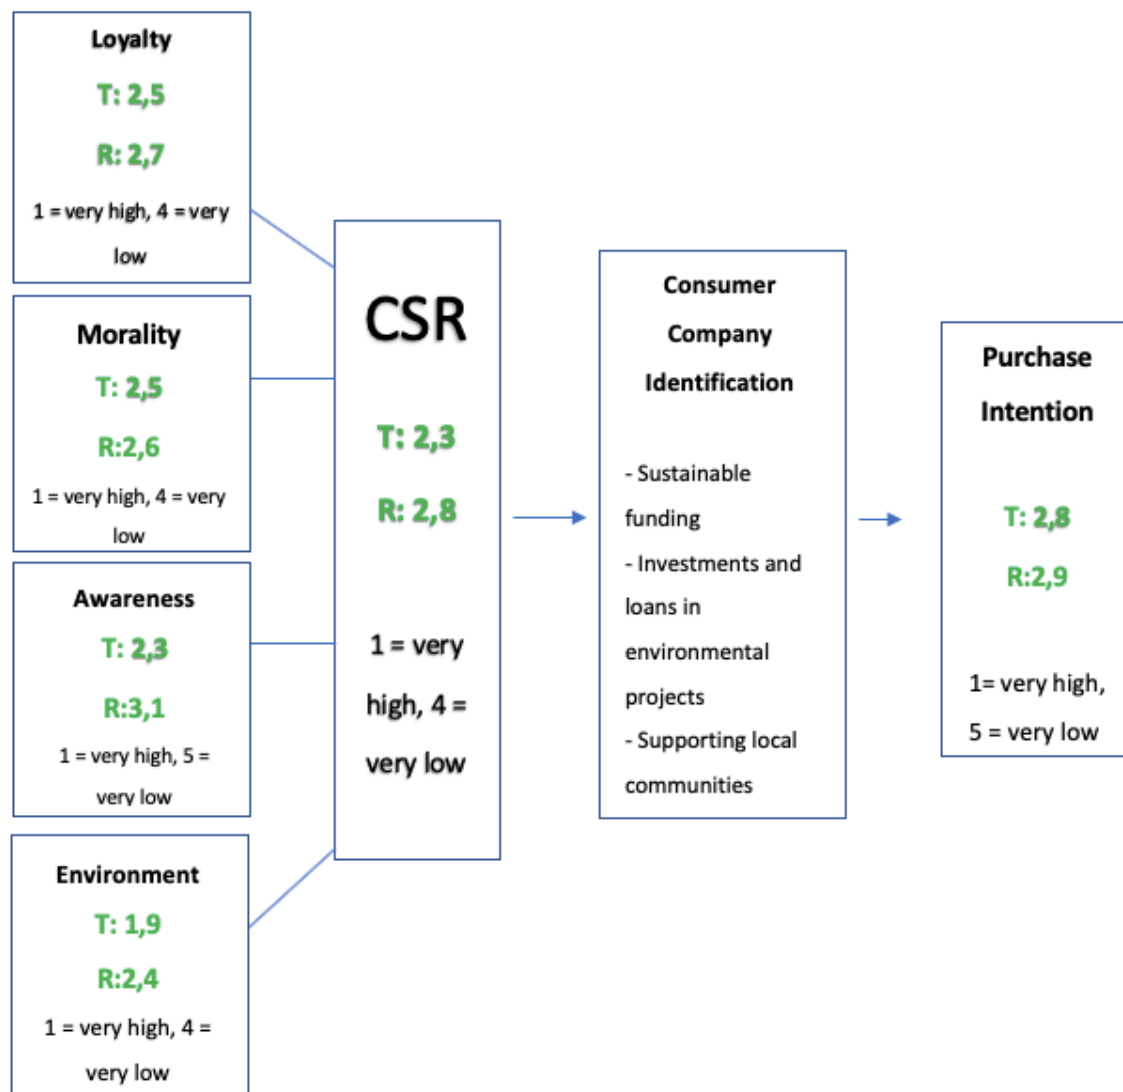 Loyalty
T: 2,5
R: 2,7
1 = very high, 4 = very
low
Morality
T: 2,5
R:2,6
1 = very high, 4 = very
low
Awareness
T: 2,3
R:3,1
1 = very high, 5 =
very low
Environment
T: 1,9
R:2,4
1 = very high, 4 =
very low
CSR
T: 2,3
R: 2,8
1 = very
high, 4 =
very low
Consumer
Company
Identification
- Sustainable
funding
- Investments and
loans in
environmental
projects
- Supporting local
communities
Purchase
Intention
T: 2,8
R:2,9
1= very high,
5 = very low